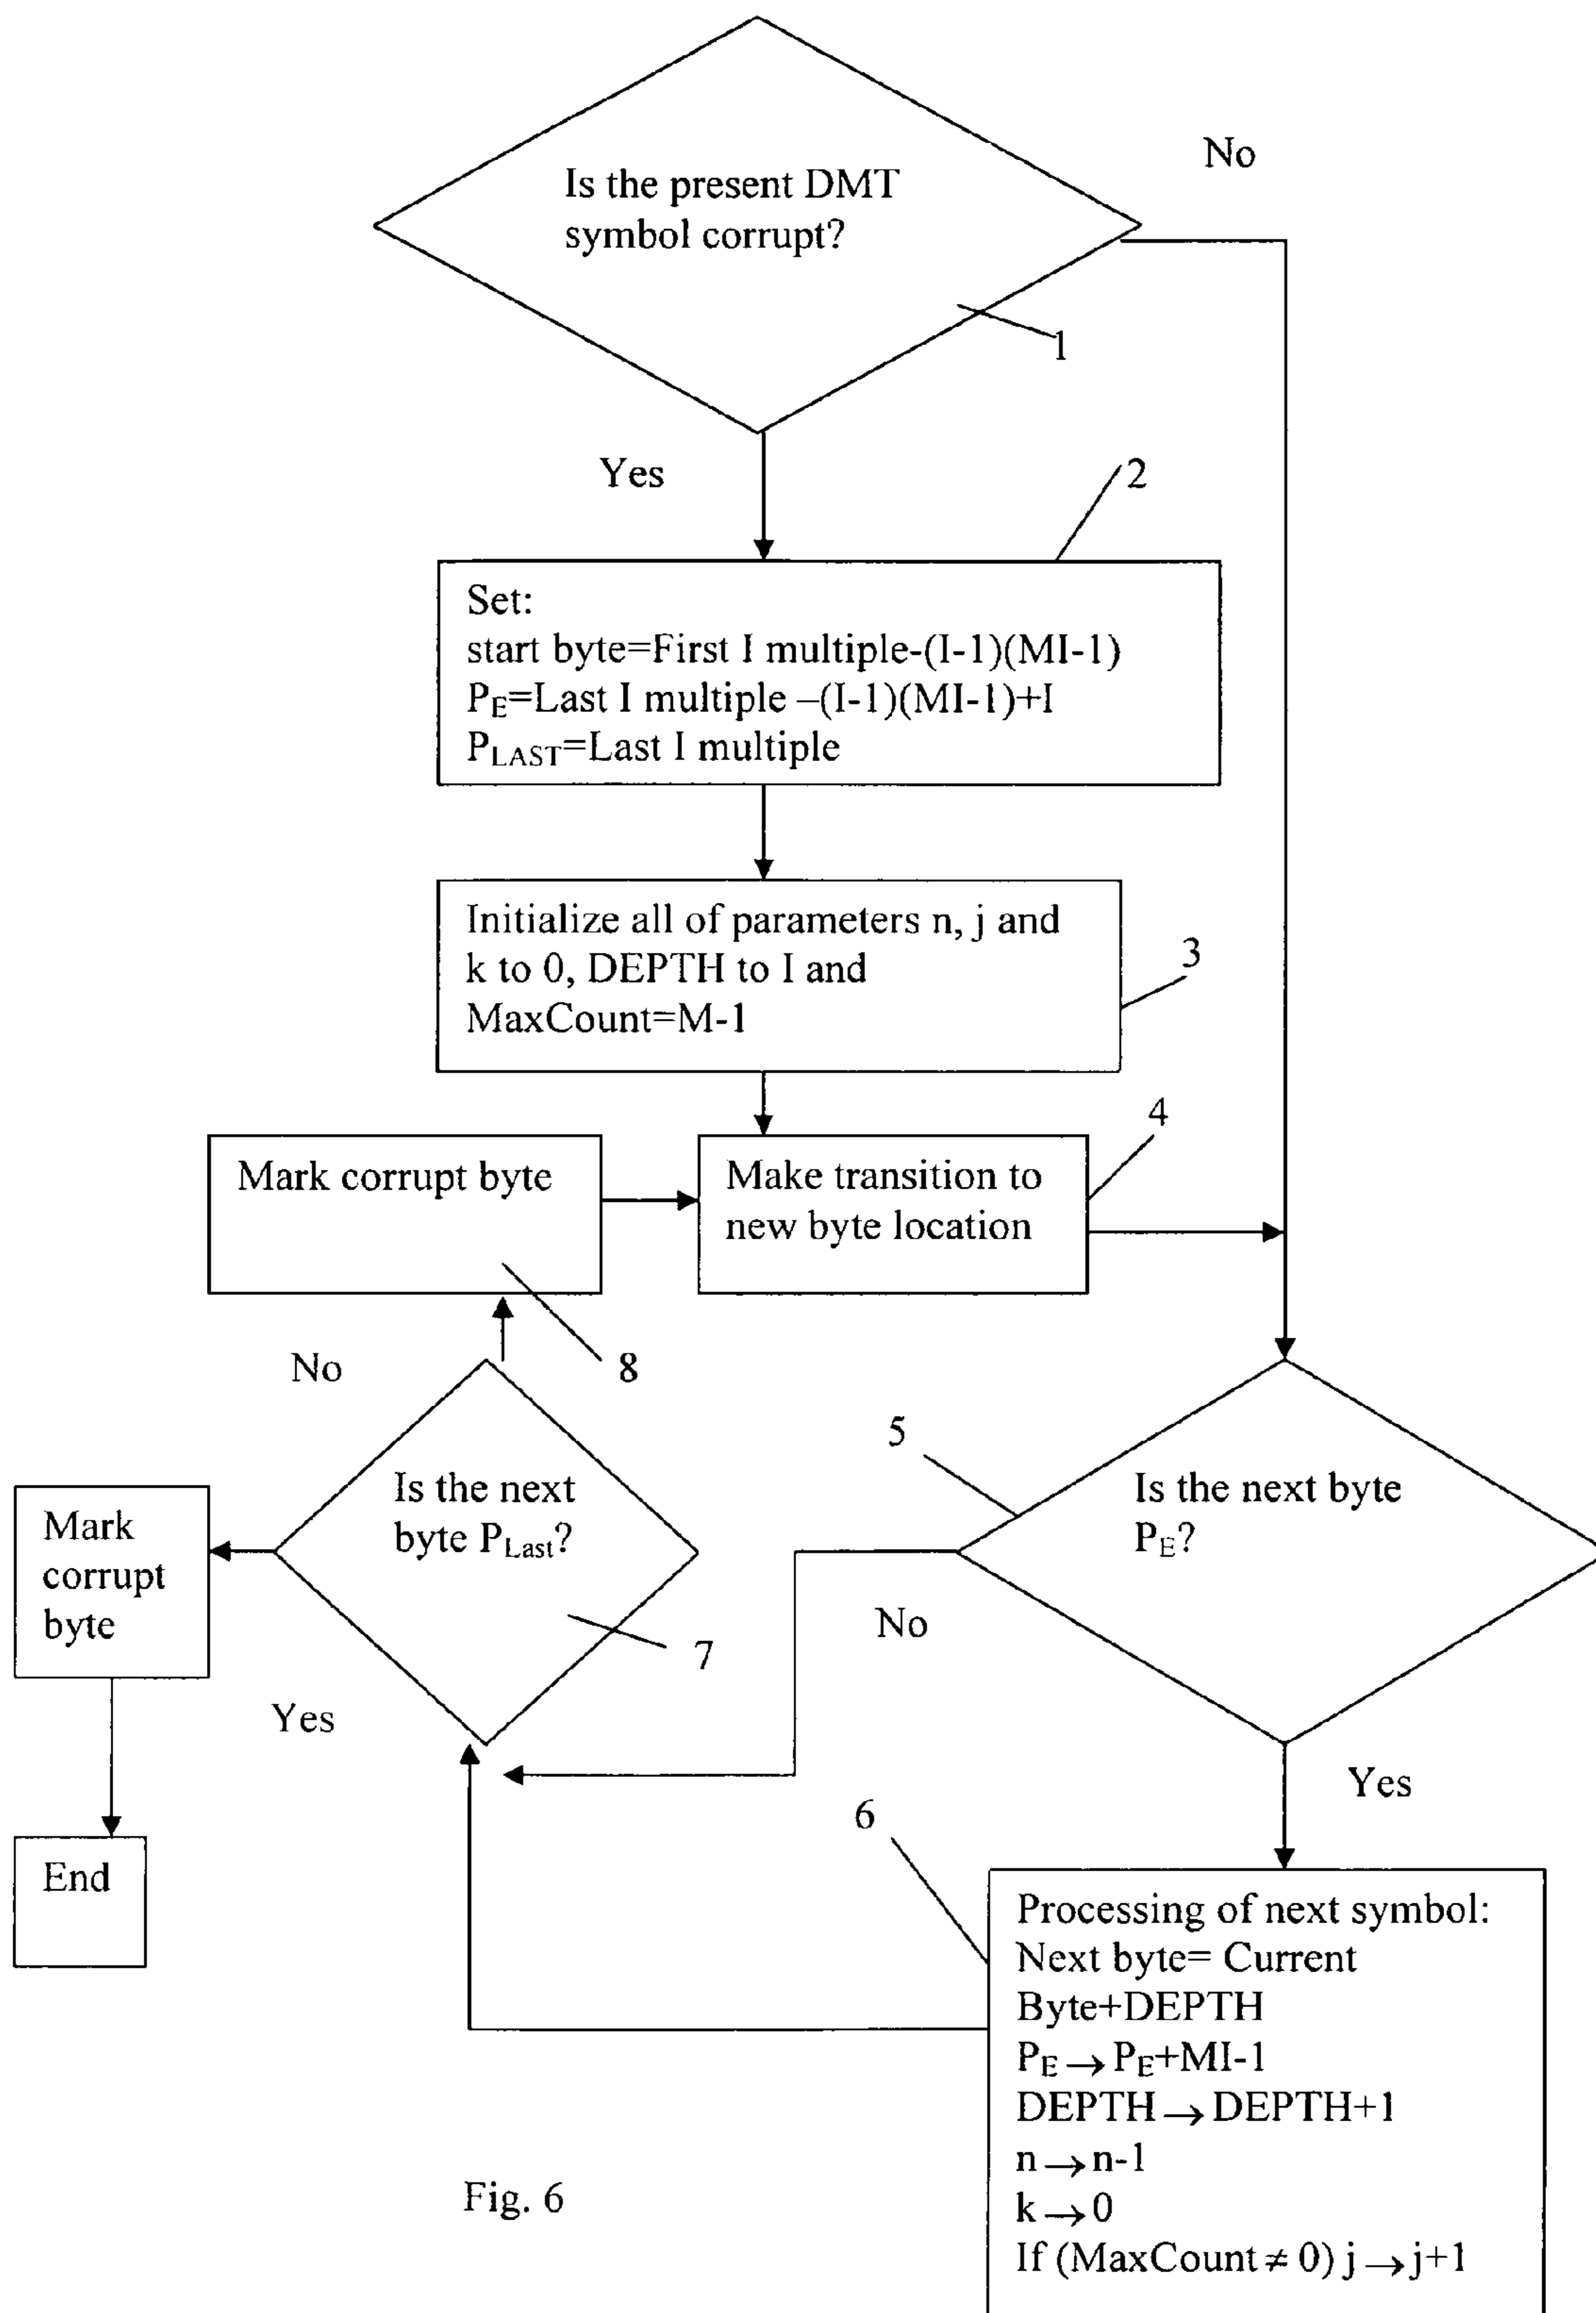 Is the present DMT
symbol corrupt?
No
1
Yes
2
Set:
start byte=First I multiple-(I-1)(MI-1)
PE=Last I multiple –(I-1)(MI-1)+I
PLAST=Last I multiple
Initialize all of parameters n, j and
k to 0, DEPTH to I and
MaxCount=M-1
3
4
Mark corrupt byte
Make transition to
new byte location
No
8
5
Is the next
byte PLast?
Is the next byte
PE?
Mark
corrupt
byte
7
No
Yes
Yes
6
End
Processing of next symbol:
Next byte= Current
Byte+DEPTH
PE→PE+MI-1
DEPTH→DEPTH+1
n→n-1
k→0
If (MaxCount≠0) j→j+1
Fig. 6